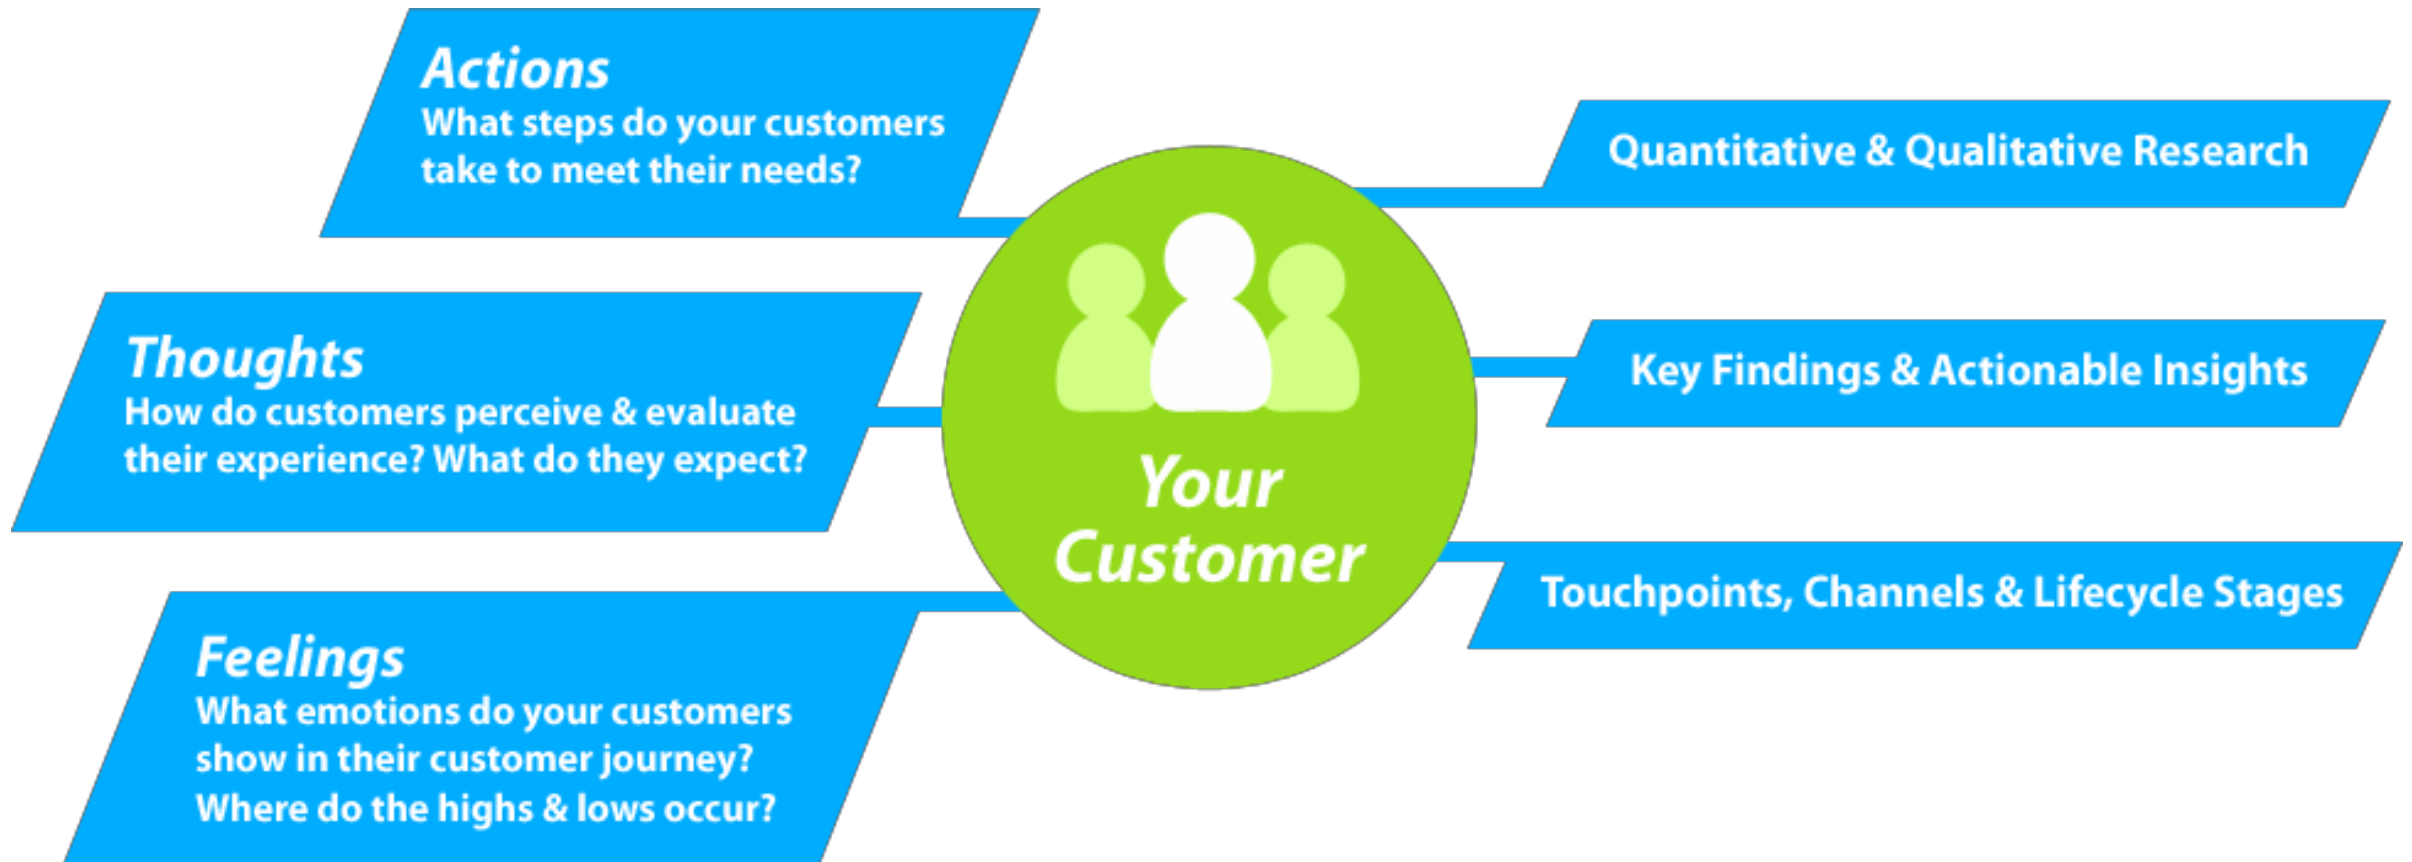 Actions
What steps do your customers
take to meet their needs?
Thoughts
How do customers perceive & evaluate
their experience? What do they expect?
Feelings
What emotions do your customers
show in their customer journey?
Where do the highs & lows occur?
Your
Customer
Quantitative & Qualitative Research
Key Findings & Actionable Insights
Touchpoints, Channels & Lifecycle Stages